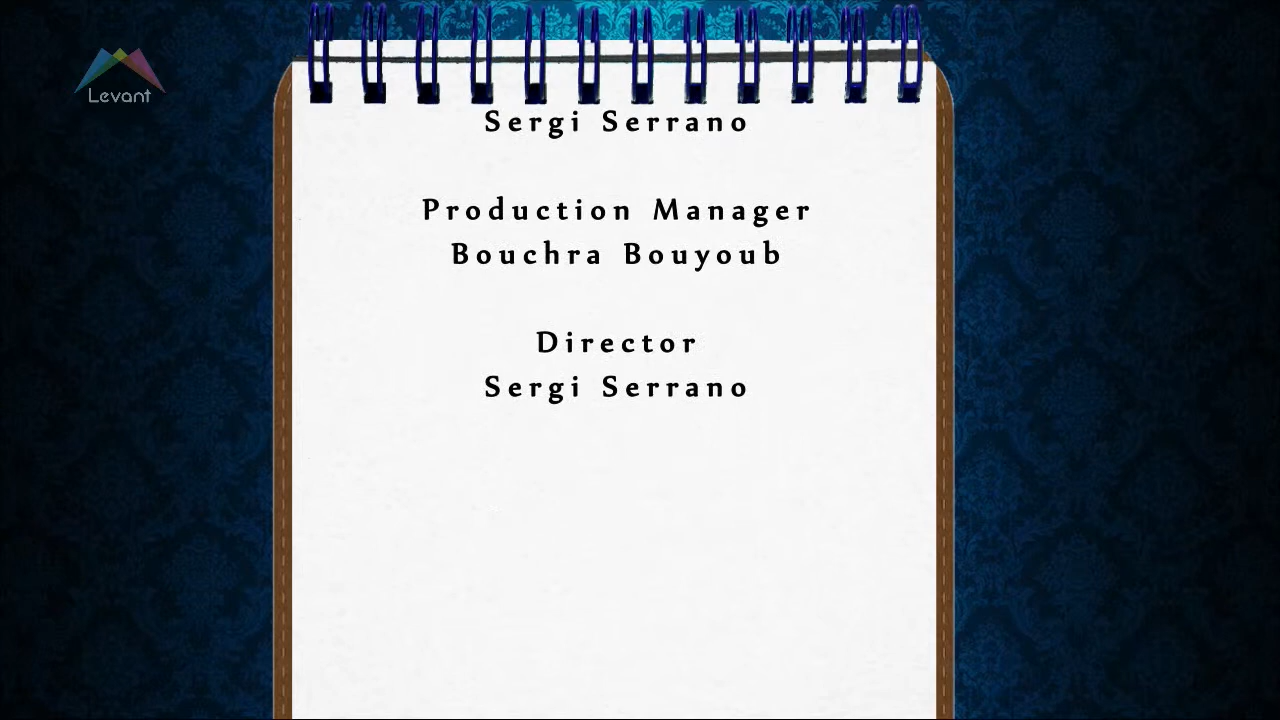 Levant
Sergi Serrano
Production Manager
Bouchra Bouyoub
Director
Sergi Serrano